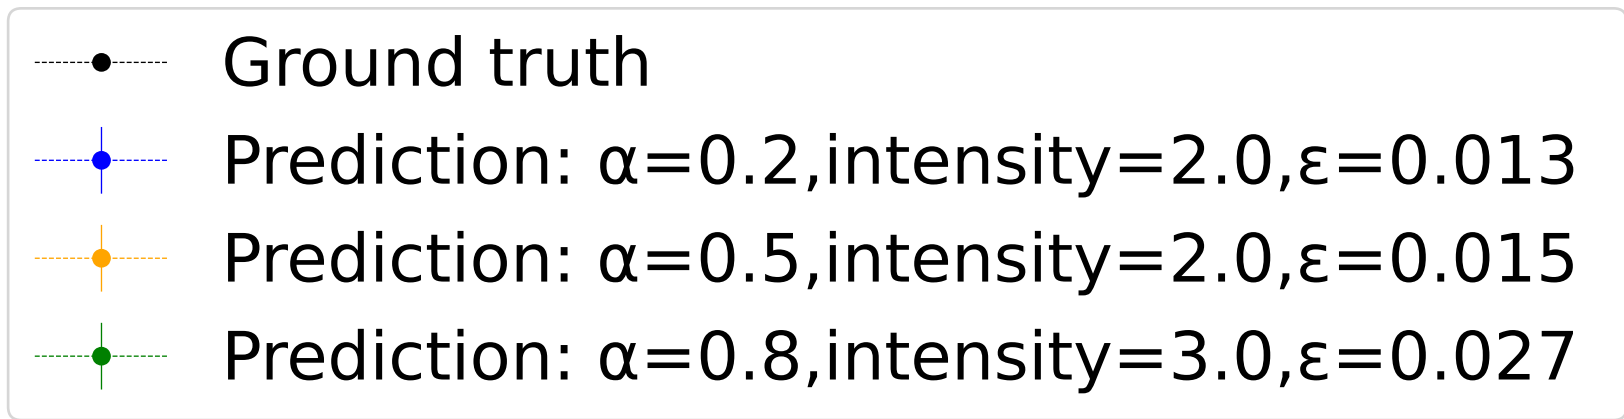 Ground truth
Prediction: α=0.2,intensity=2.0,ε=0.013
Prediction: α=0.5,intensity=2.0,ε=0.015
Prediction: α=0.8,intensity=3.0,ε=0.027